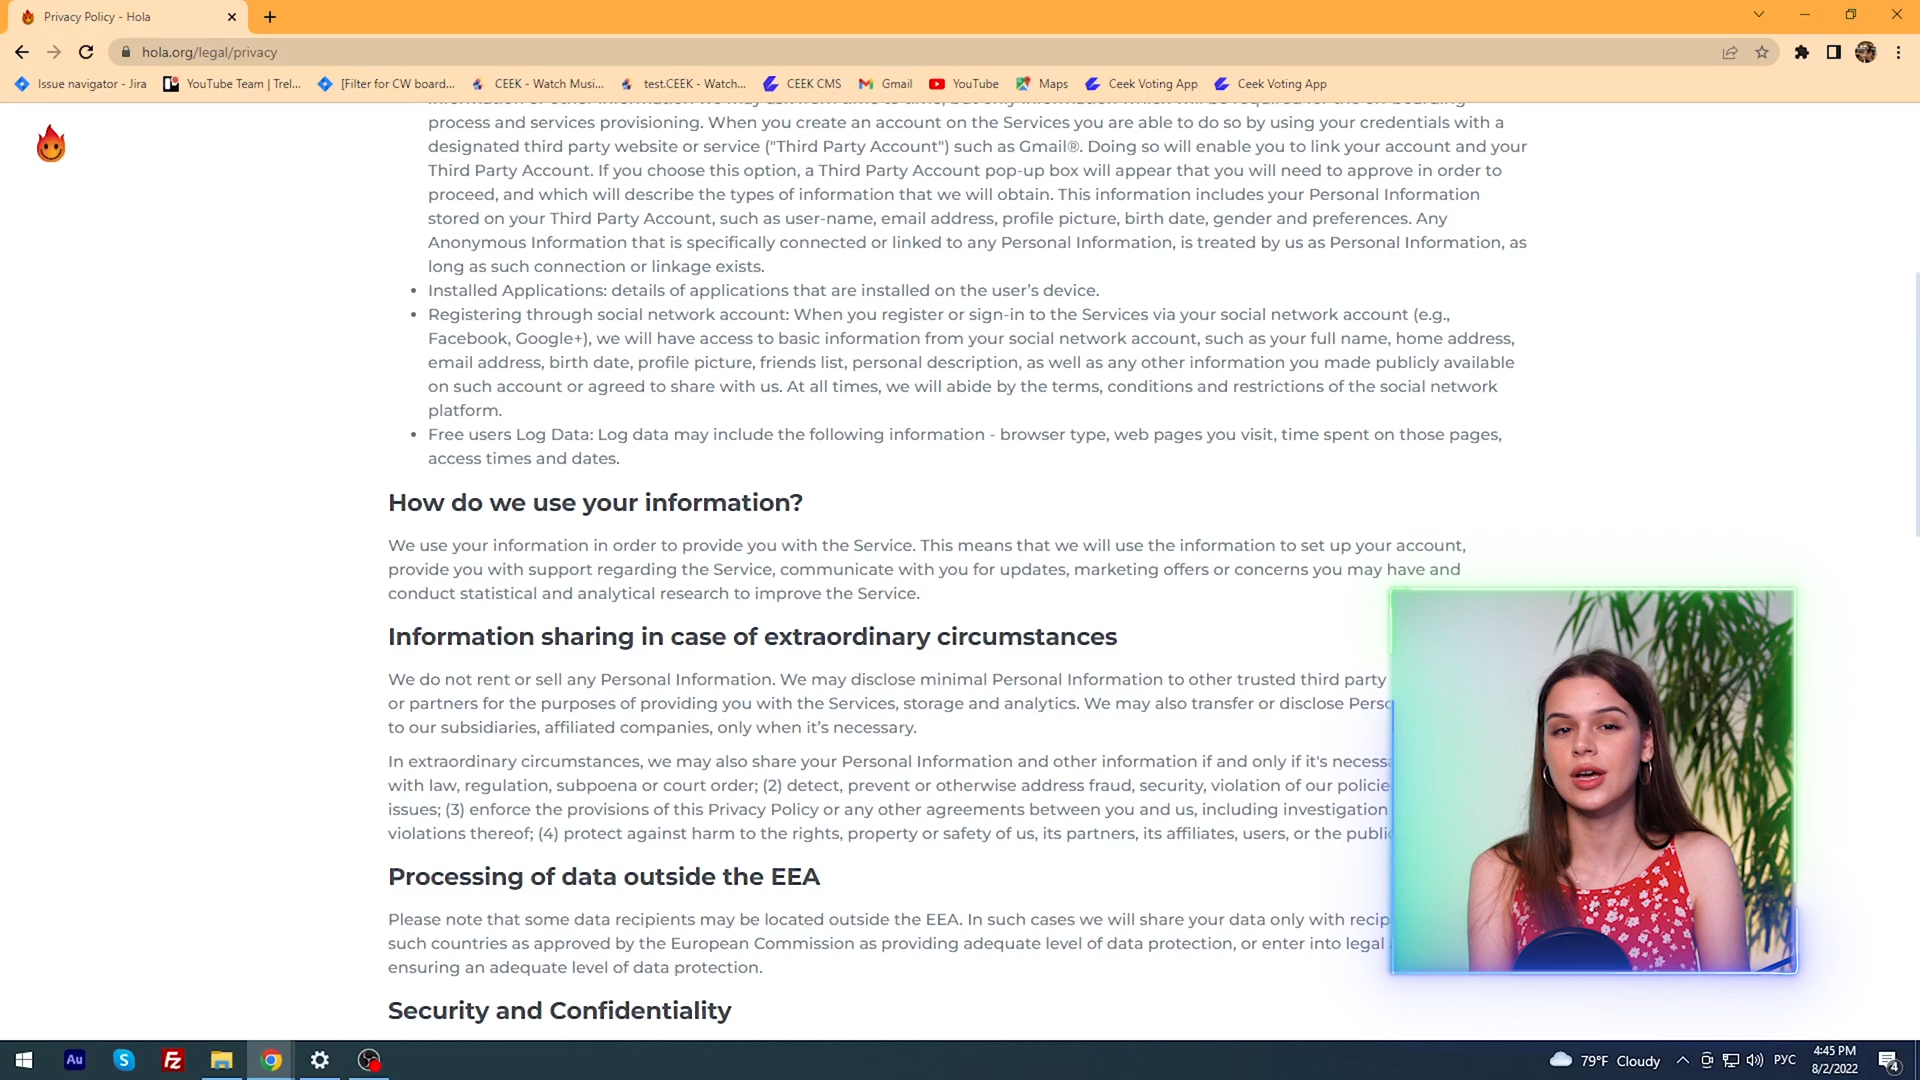 Privacy Policy - Hola
hola.org/legal/privacy
Issue navigator - Jira
YouTube Team | Trel...
[Filter for CW board...
CEEK - Watch Musi...
test.CEEK - Watch...
CEEK CMS
Gmail
YouTube
Maps
Ceek Voting App
Ceek Voting App
process and services provisioning. When you create an account on the Services you are able to do so by using your credentials with a
designated third party website or service ("Third Party Account") such as Gmail®. Doing so will enable you to link your account and your
Third Party Account. If you choose this option, a Third Party Account pop-up box will appear that you will need to approve in order to
proceed, and which will describe the types of information that we will obtain. This information includes your Personal Information
stored on your Third Party Account, such as user-name, email address, profile picture, birth date, gender and preferences. Any
Anonymous Information that is specifically connected or linked to any Personal Information, is treated by us as Personal Information, as
long as such connection or linkage exists.
• Installed Applications: details of applications that are installed on the user’s device.
• Registering through social network account: When you register or sign-in to the Services via your social network account (e.g.,
Facebook, Google+), we will have access to basic information from your social network account, such as your full name, home address,
email address, birth date, profile picture, friends list, personal description, as well as any other information you made publicly available
on such account or agreed to share with us. At all times, we will abide by the terms, conditions and restrictions of the social network
platform.
• Free users Log Data: Log data may include the following information - browser type, web pages you visit, time spent on those pages,
access times and dates.
How do we use your information?
We use your information in order to provide you with the Service. This means that we will use the information to set up your account,
provide you with support regarding the Service, communicate with you for updates, marketing offers or concerns you may have and
conduct statistical and analytical research to improve the Service.
Information sharing in case of extraordinary circumstances
We do not rent or sell any Personal Information. We may disclose minimal Personal Information to other trusted third party
or partners for the purposes of providing you with the Services, storage and analytics. We may also transfer or disclose Perso
to our subsidiaries, affiliated companies, only when it’s necessary.
In extraordinary circumstances, we may also share your Personal Information and other information if and only if it's necessa
with law, regulation, subpoena or court order; (2) detect, prevent or otherwise address fraud, security, violation of our policie
issues; (3) enforce the provisions of this Privacy Policy or any other agreements between you and us, including investigation
violations thereof; (4) protect against harm to the rights, property or safety of us, its partners, its affiliates, users, or the publi
Processing of data outside the EEA
Please note that some data recipients may be located outside the EEA. In such cases we will share your data only with recip
such countries as approved by the European Commission as providing adequate level of data protection, or enter into legal
ensuring an adequate level of data protection.
Security and Confidentiality
Au
79°F Cloudy
РУС
4:45 PM
8/2/2022
4